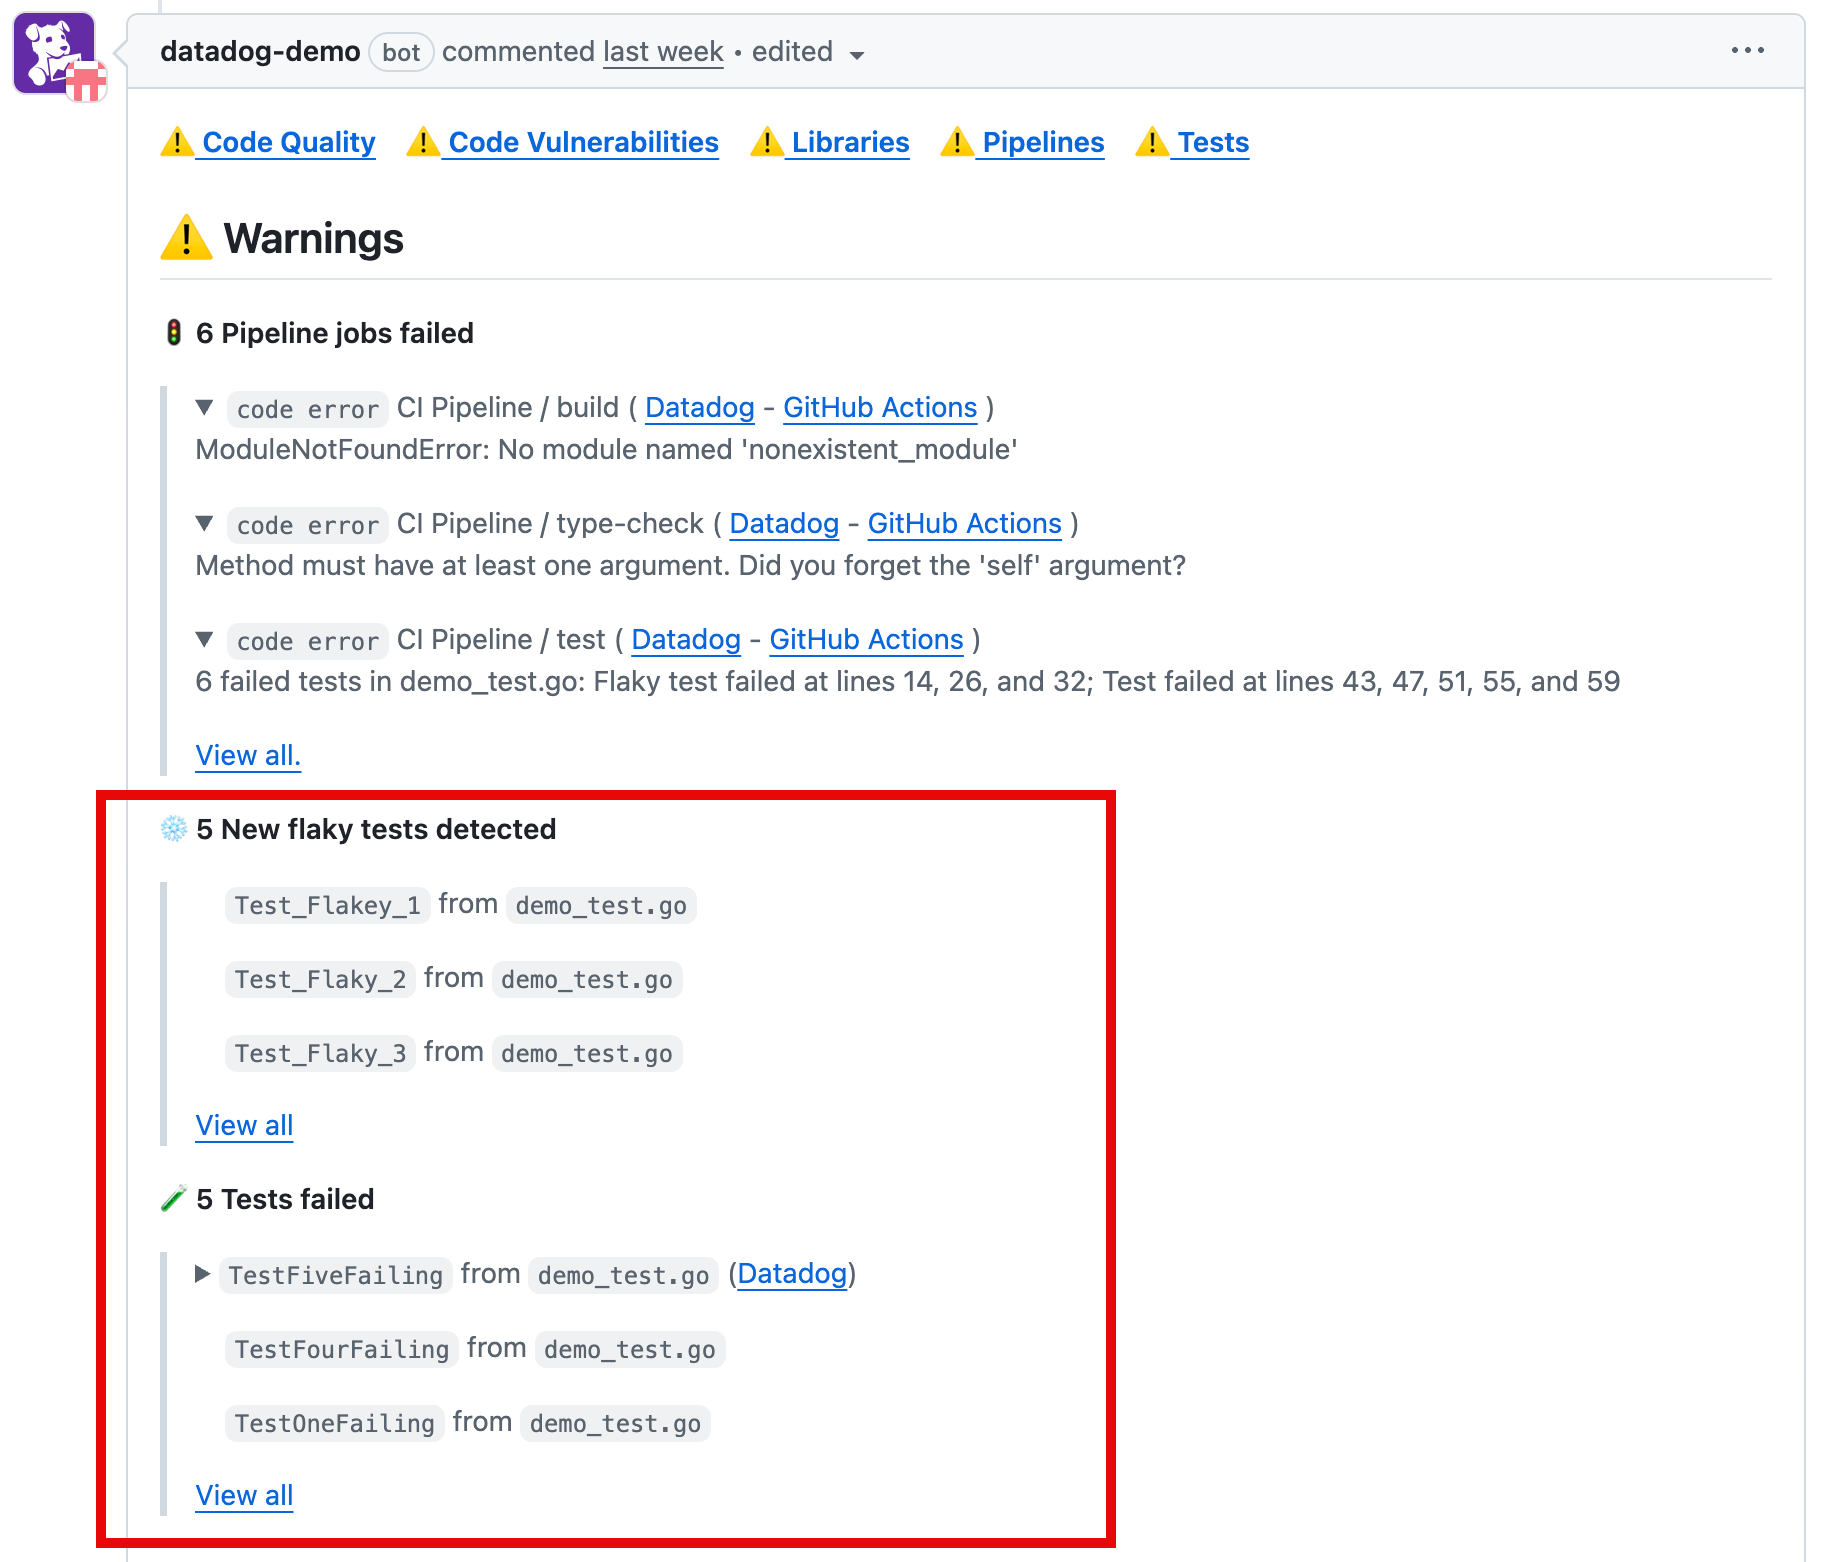 datadog-demo bot commented last week • edited
⚠️ Code Quality ⚠️ Code Vulnerabilities ⚠️ Libraries ⚠️ Pipelines ⚠️ Tests
⚠️ Warnings
🚦 6 Pipeline jobs failed
▼ code error CI Pipeline / build ( Datadog - GitHub Actions )
ModuleNotFoundError: No module named 'nonexistent_module'
▼ code error CI Pipeline / type-check ( Datadog - GitHub Actions )
Method must have at least one argument. Did you forget the 'self' argument?
▼ code error CI Pipeline / test ( Datadog - GitHub Actions )
6 failed tests in demo_test.go: Flaky test failed at lines 14, 26, and 32; Test failed at lines 43, 47, 51, 55, and 59
View all.
❄️ 5 New flaky tests detected
Test_Flakey_1 from demo_test.go
Test_Flaky_2 from demo_test.go
Test_Flaky_3 from demo_test.go
View all
🧪 5 Tests failed
▶ TestFiveFailing from demo_test.go (Datadog)
TestFourFailing from demo_test.go
TestOneFailing from demo_test.go
View all